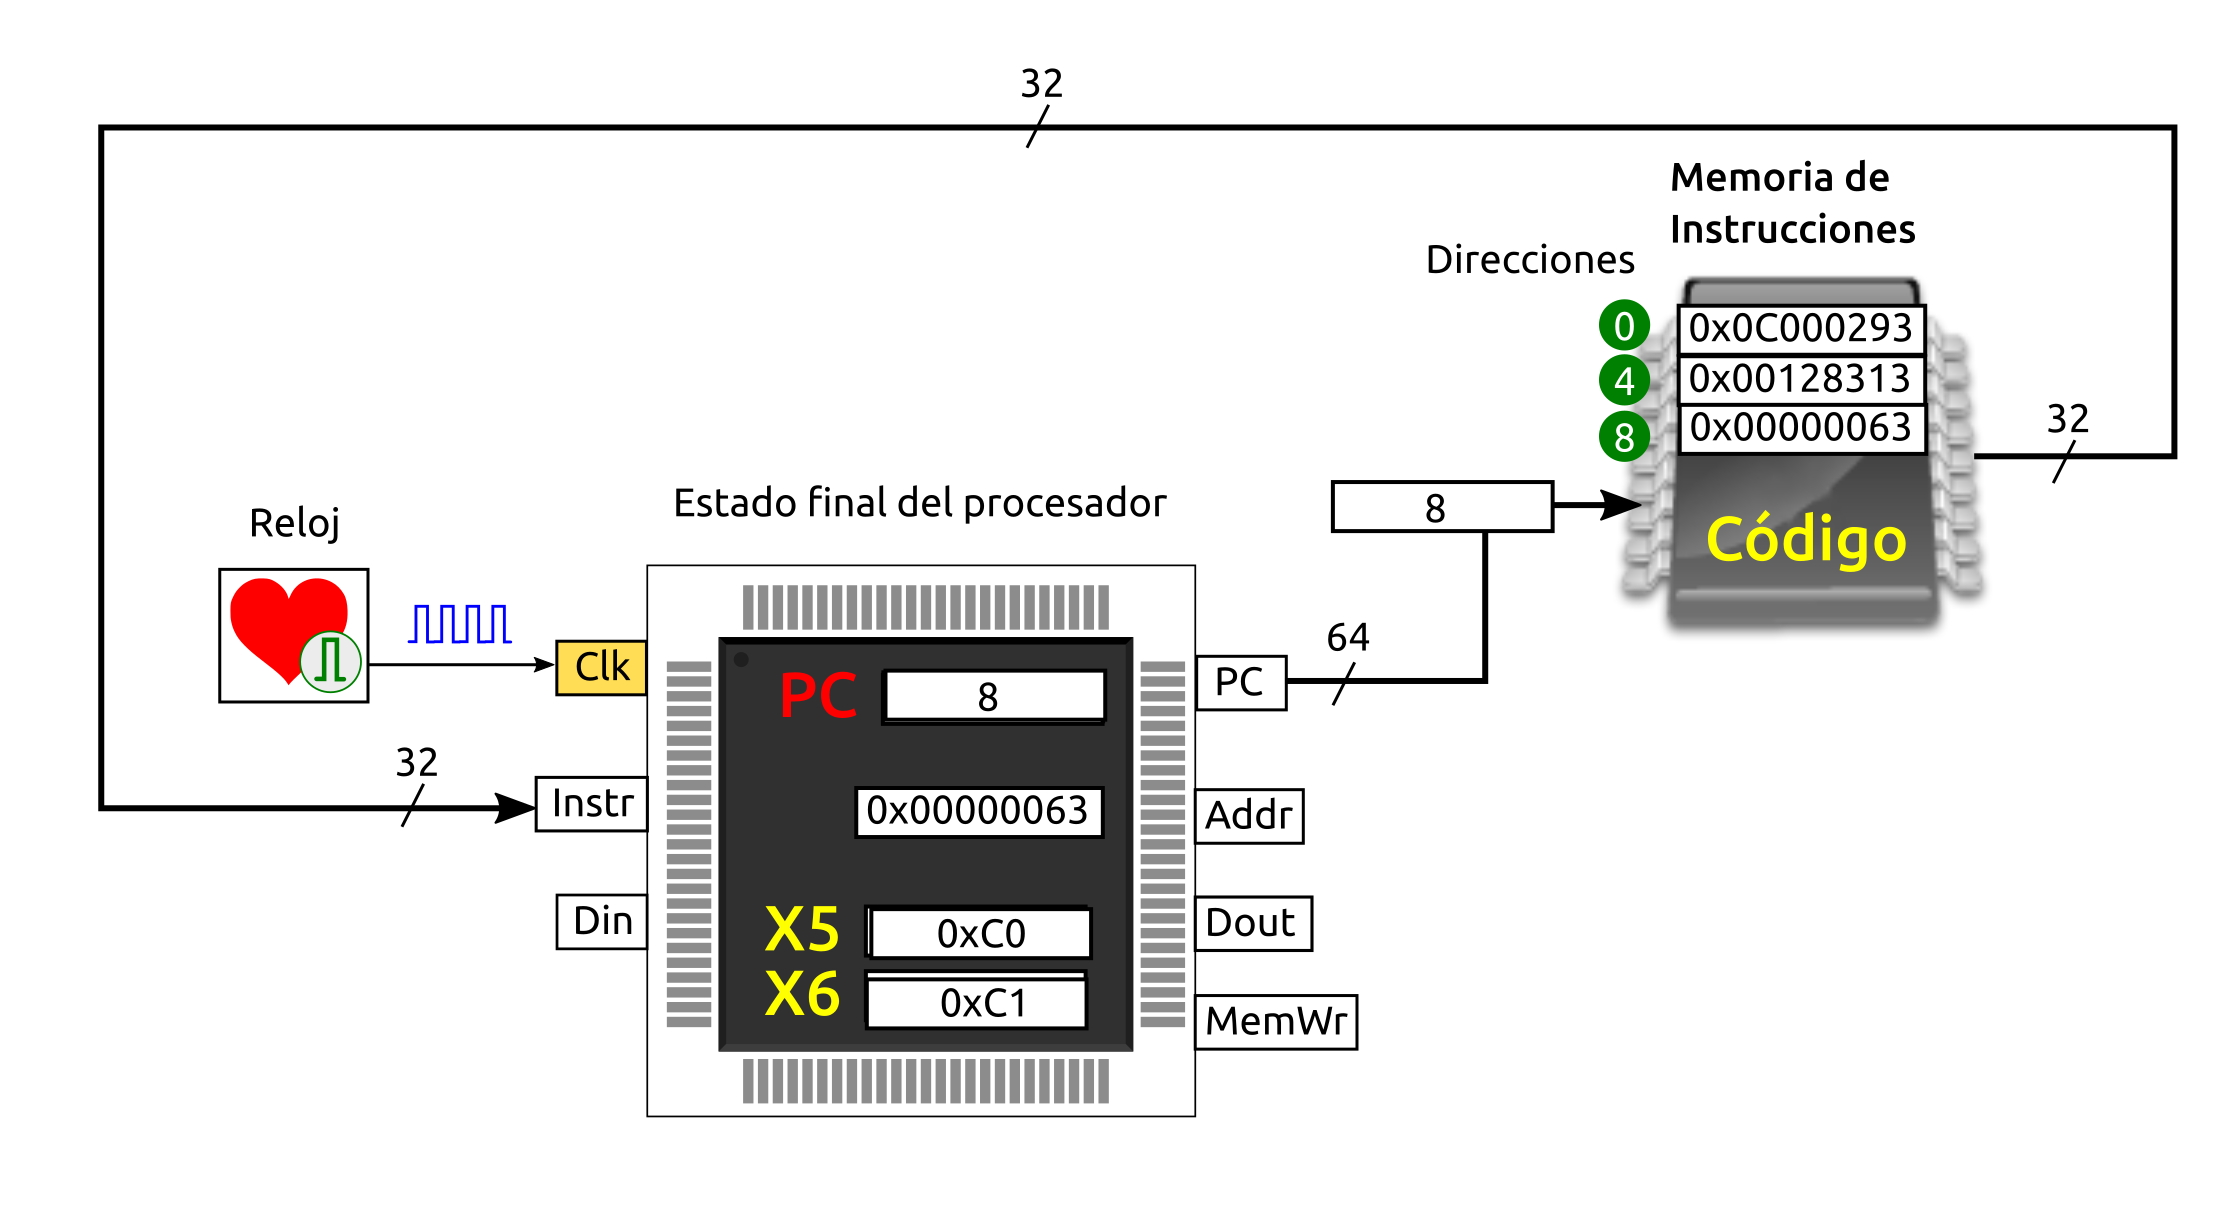 32
Memoria de
Instrucciones
Direcciones
0
0x0C000293
4
0x00128313
8
0x00000063
32
Código
8
Estado final del procesador
Reloj
64
Clk
PC
8
PC
32
Instr
0x00000063
Addr
Din
X5
0xC0
Dout
X6
0xC1
MemWr